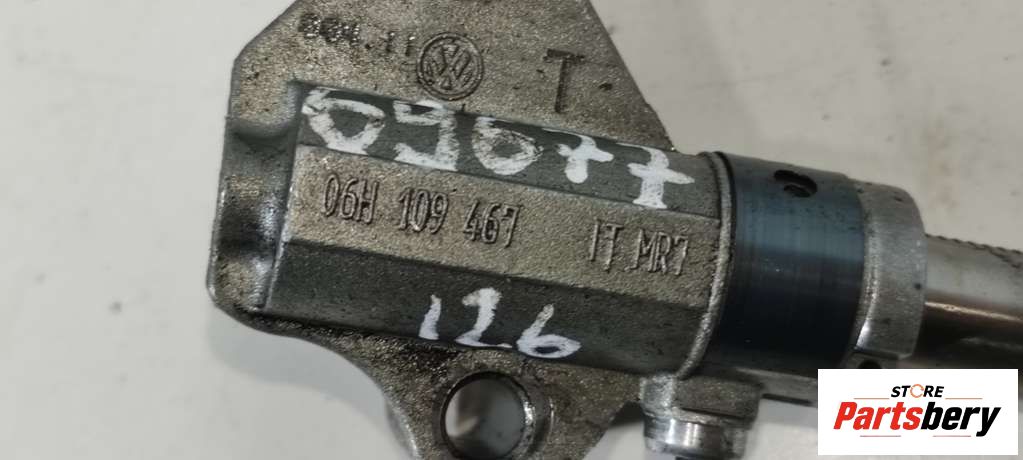 T
09677
06H 109 467 IT MR7
126
STORE
Partsbery